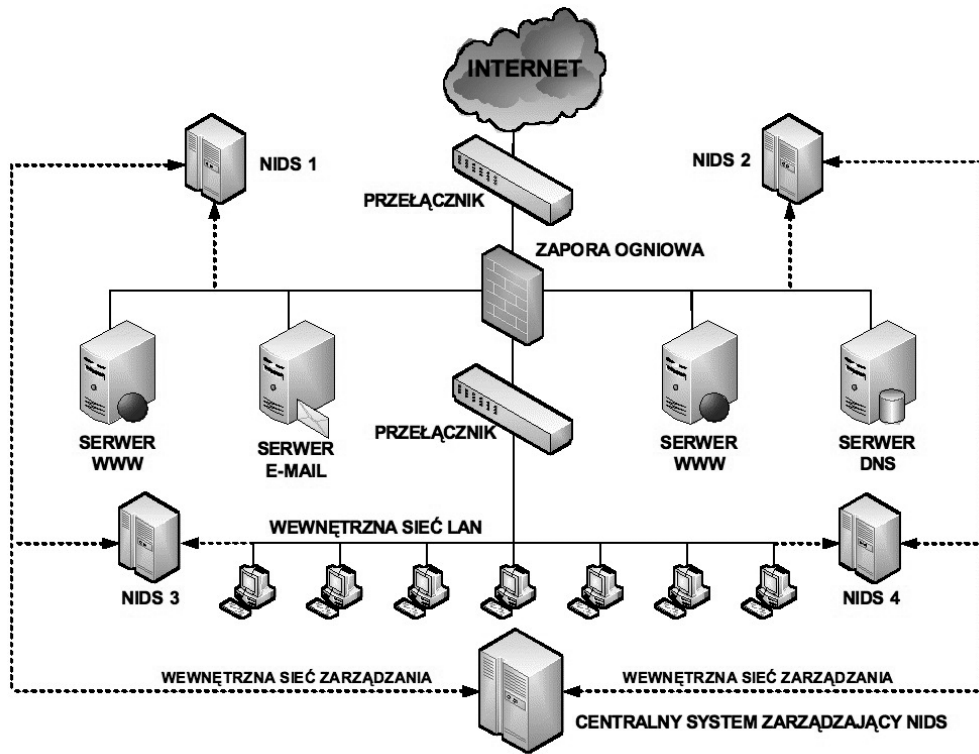 INTERNET
NIDS 1
NIDS 2
PRZEŁĄCZNIK
ZAPORA OGNIOWA
PRZEŁĄCZNIK
SERWER
WWW
SERWER
E-MAIL
SERWER
WWW
SERWER
DNS
WEWNĘTRZNA SIEĆ LAN
NIDS 3
NIDS 4
WEWNĘTRZNA SIEĆ ZARZĄDZANIA
WEWNĘTRZNA SIEĆ ZARZĄDZANIA
CENTRALNY SYSTEM ZARZĄDZAJĄCY NIDS